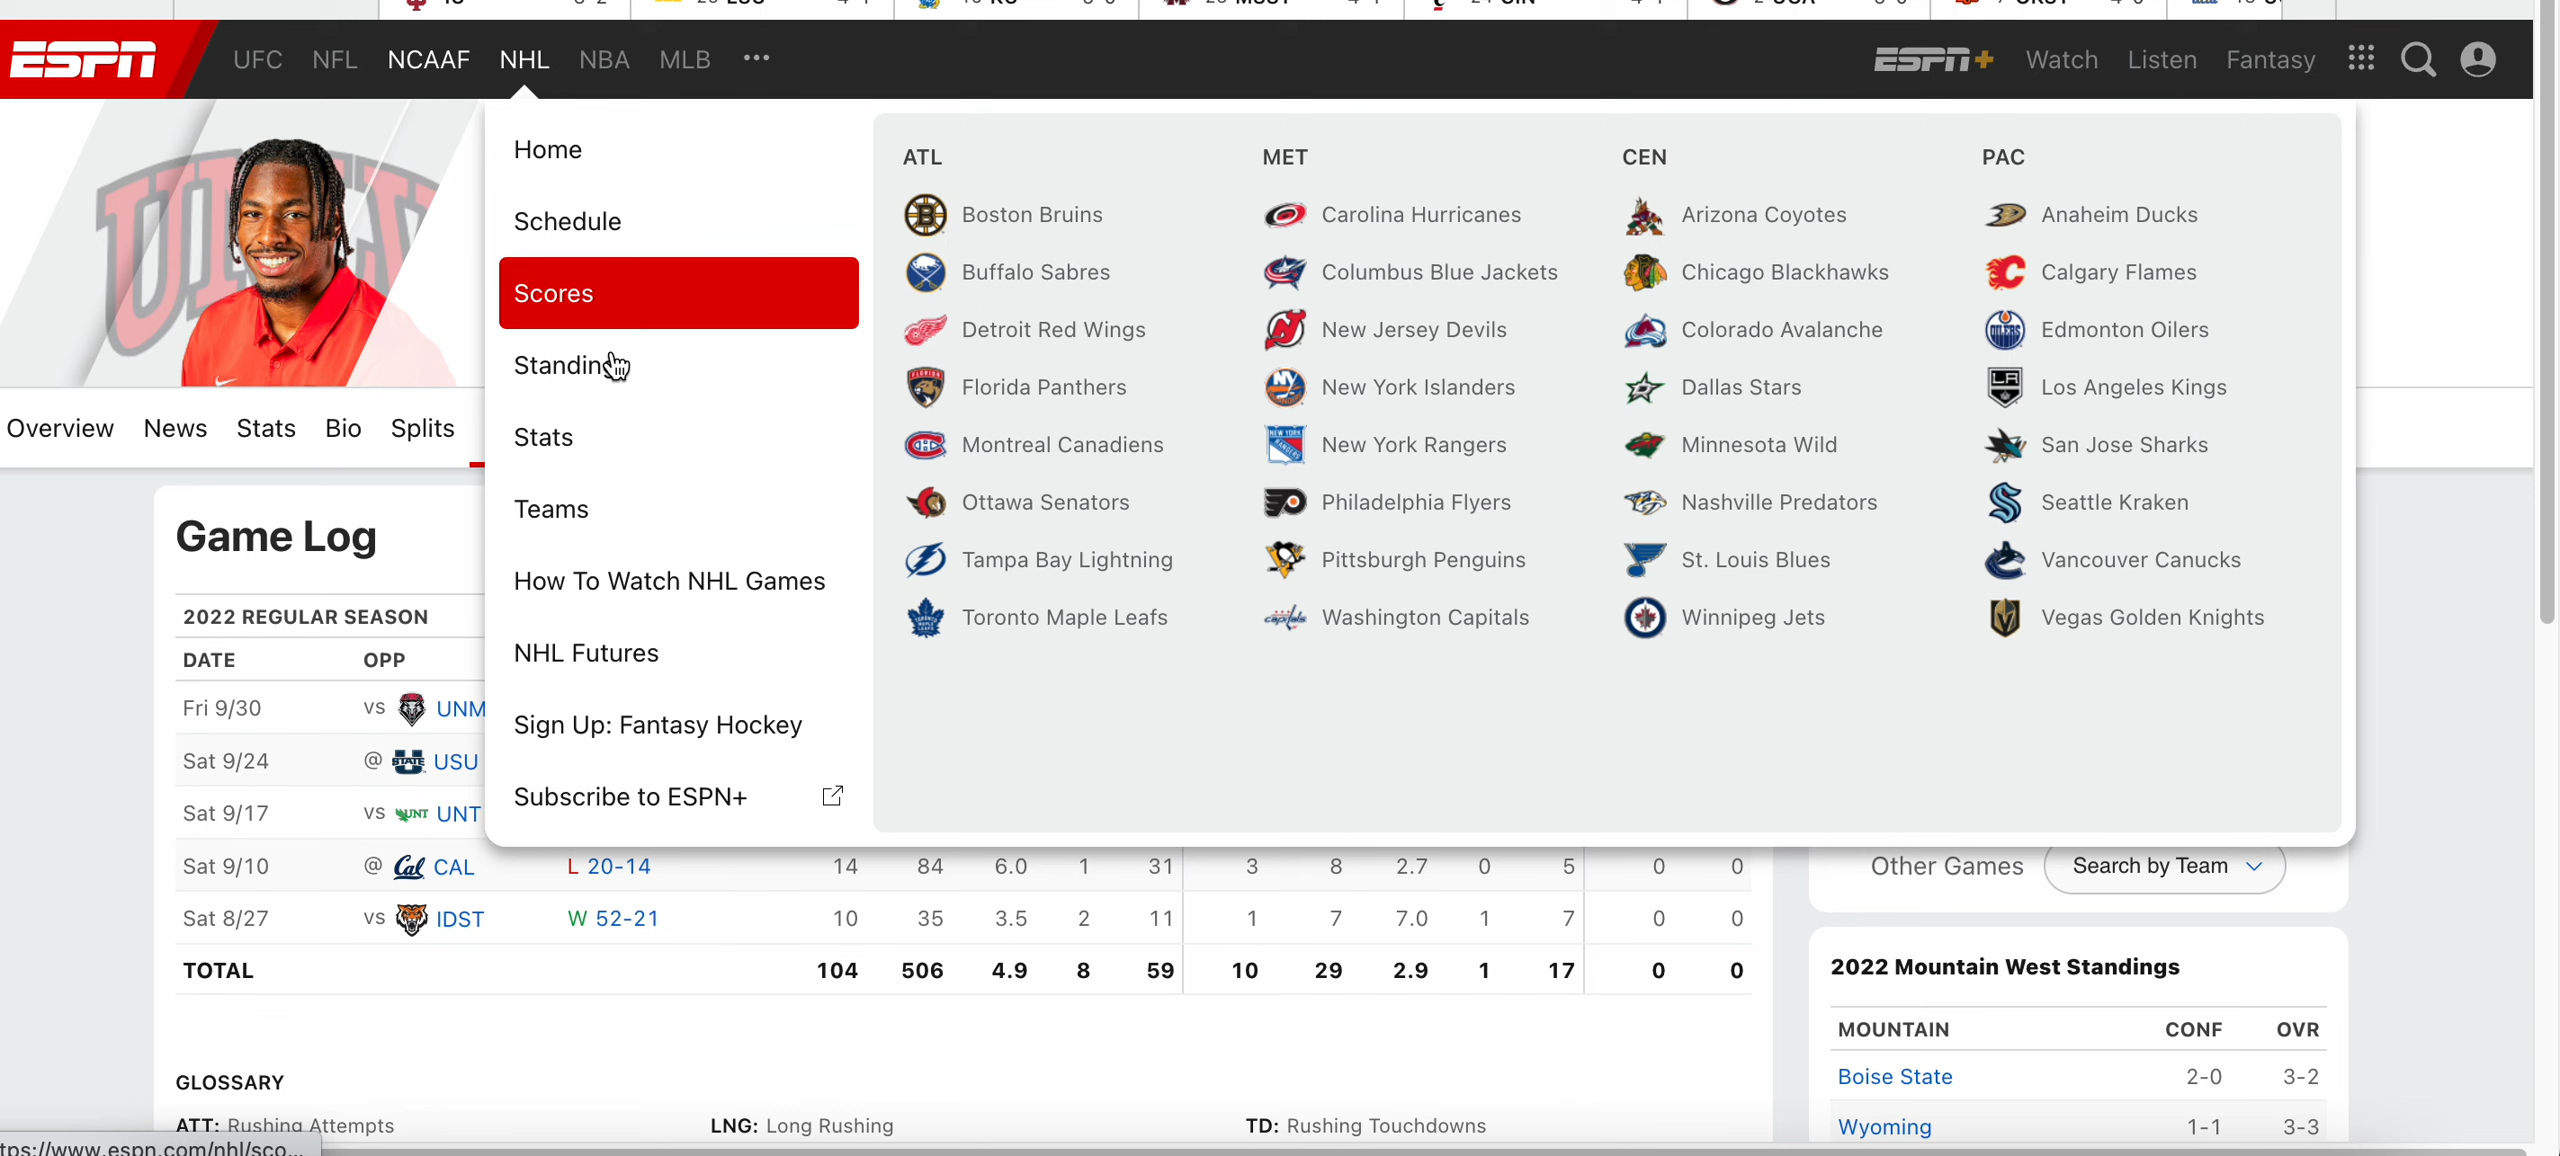 ESPN UFC NFL NCAAF NHL NBA MLB ESPN+ Watch Listen Fantasy
Home
Schedule
Scores
Stats
Teams
How To Watch NHL Games
NHL Futures
Sign Up: Fantasy Hockey
Subscribe to ESPN+
ATL MET CEN PAC
Boston Bruins Carolina Hurricanes Arizona Coyotes Anaheim Ducks
Buffalo Sabres Columbus Blue Jackets Chicago Blackhawks Calgary Flames
Detroit Red Wings New Jersey Devils Colorado Avalanche Edmonton Oilers
Florida Panthers New York Islanders Dallas Stars Los Angeles Kings
Montreal Canadiens New York Rangers Minnesota Wild San Jose Sharks
Ottawa Senators Philadelphia Flyers Nashville Predators Seattle Kraken
Tampa Bay Lightning Pittsburgh Penguins St. Louis Blues Vancouver Canucks
Toronto Maple Leafs Washington Capitals Winnipeg Jets Vegas Golden Knights
Overview News Stats Bio Splits
Game Log
2022 REGULAR SEASON
DATE OPP
Fri 9/30 vs UNM
Sat 9/24 @ USU
Sat 9/17 vs UNT
Sat 9/10 @ CAL L 20-14 14 84 6.0 1 31 3 8 2.7 0 5 0 0
Sat 8/27 vs IDST W 52-21 10 35 3.5 2 11 1 7 7.0 1 7 0 0
TOTAL 104 506 4.9 8 59 10 29 2.9 1 17 0 0
GLOSSARY
ATT: Rushing Attempts LNG: Long Rushing TD: Rushing Touchdowns
Other Games Search by Team
2022 Mountain West Standings
MOUNTAIN CONF OVR
Boise State 2-0 3-2
Wyoming 1-1 3-3